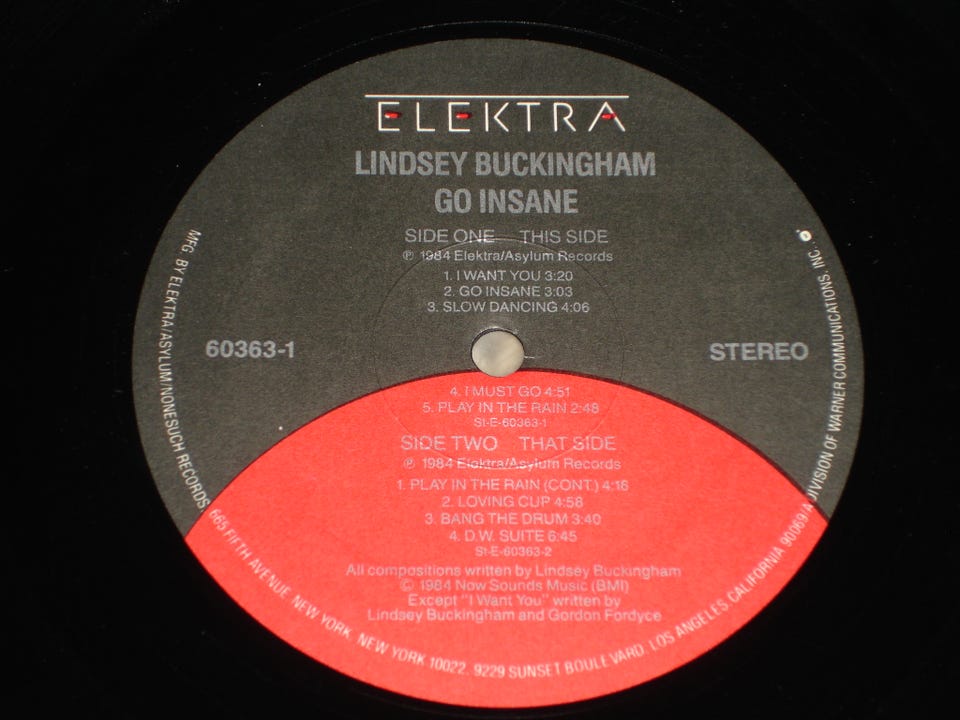 ELEKTRA
LINDSEY BUCKINGHAM
GO INSANE
SIDE ONE THIS SIDE
℗ 1984 Elektra/Asylum Records
1. I WANT YOU 3:20
2. GO INSANE 3:03
3. SLOW DANCING 4:06
60363-1
STEREO
4. I MUST GO 4:51
5. PLAY IN THE RAIN 2:48
St-E-60363-1
SIDE TWO THAT SIDE
℗ 1984 Elektra/Asylum Records
1. PLAY IN THE RAIN (CONT.) 4:16
2. LOVING CUP 4:58
3. BANG THE DRUM 3:40
4. D.W. SUITE 6:45
St-E-60363-2
All compositions written by Lindsey Buckingham
© 1984 Now Sounds Music (BMI)
Except "I Want You" written by
Lindsey Buckingham and Gordon Fordyce
MFG. BY ELEKTRA/ASYLUM/NONESUCH RECORDS, 665 FIFTH AVENUE, NEW YORK, NEW YORK 10022. 9229 SUNSET BOULEVARD, LOS ANGELES, CALIFORNIA 90069/A DIVISION OF WARNER COMMUNICATIONS, INC.